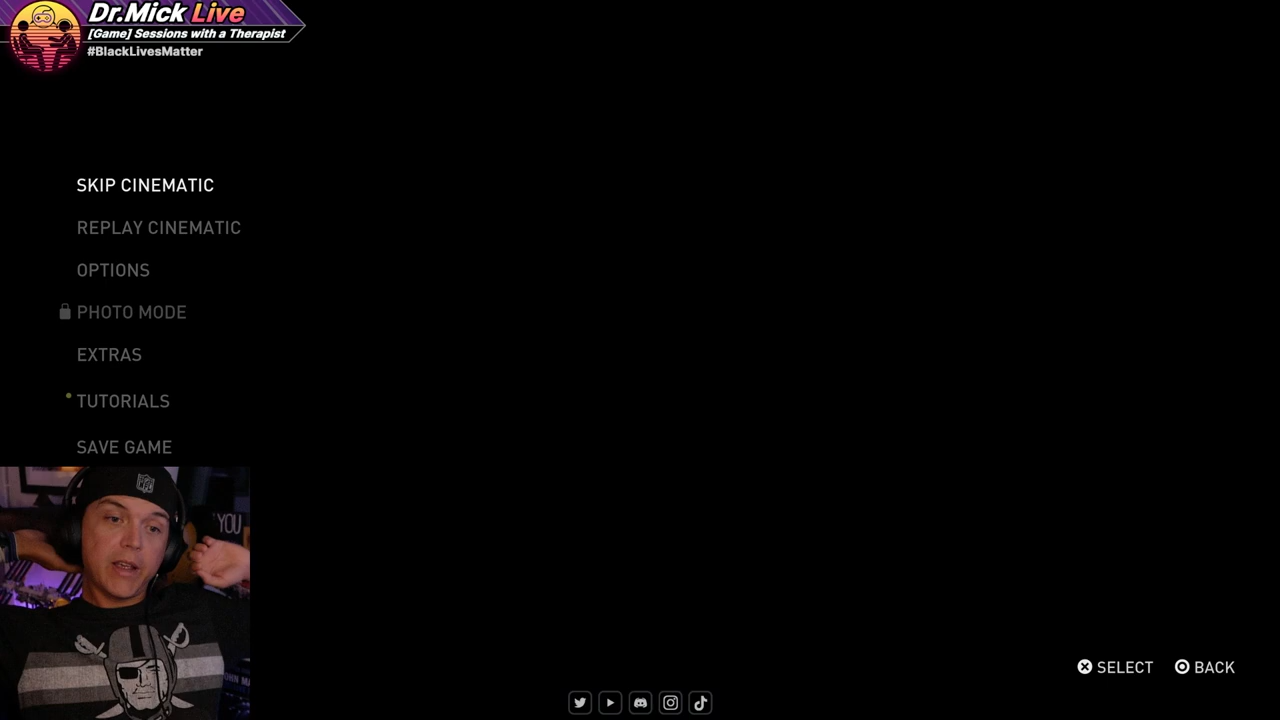 Dr.Mick Live
[Game] Sessions with a Therapist
#BlackLivesMatter
SKIP CINEMATIC
REPLAY CINEMATIC
OPTIONS
PHOTO MODE
EXTRAS
TUTORIALS
SAVE GAME
YOU
SELECT
BACK